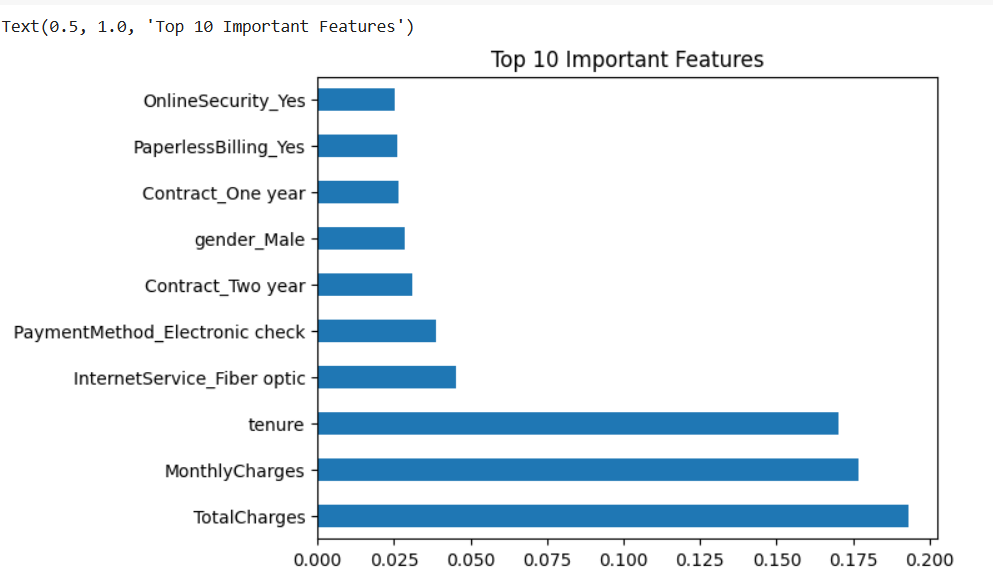 Text(0.5, 1.0, 'Top 10 Important Features')
Top 10 Important Features
OnlineSecurity_Yes
PaperlessBilling_Yes
Contract_One year
gender_Male
Contract_Two year
PaymentMethod_Electronic check
InternetService_Fiber optic
tenure
MonthlyCharges
TotalCharges
0.000 0.025 0.050 0.075 0.100 0.125 0.150 0.175 0.200